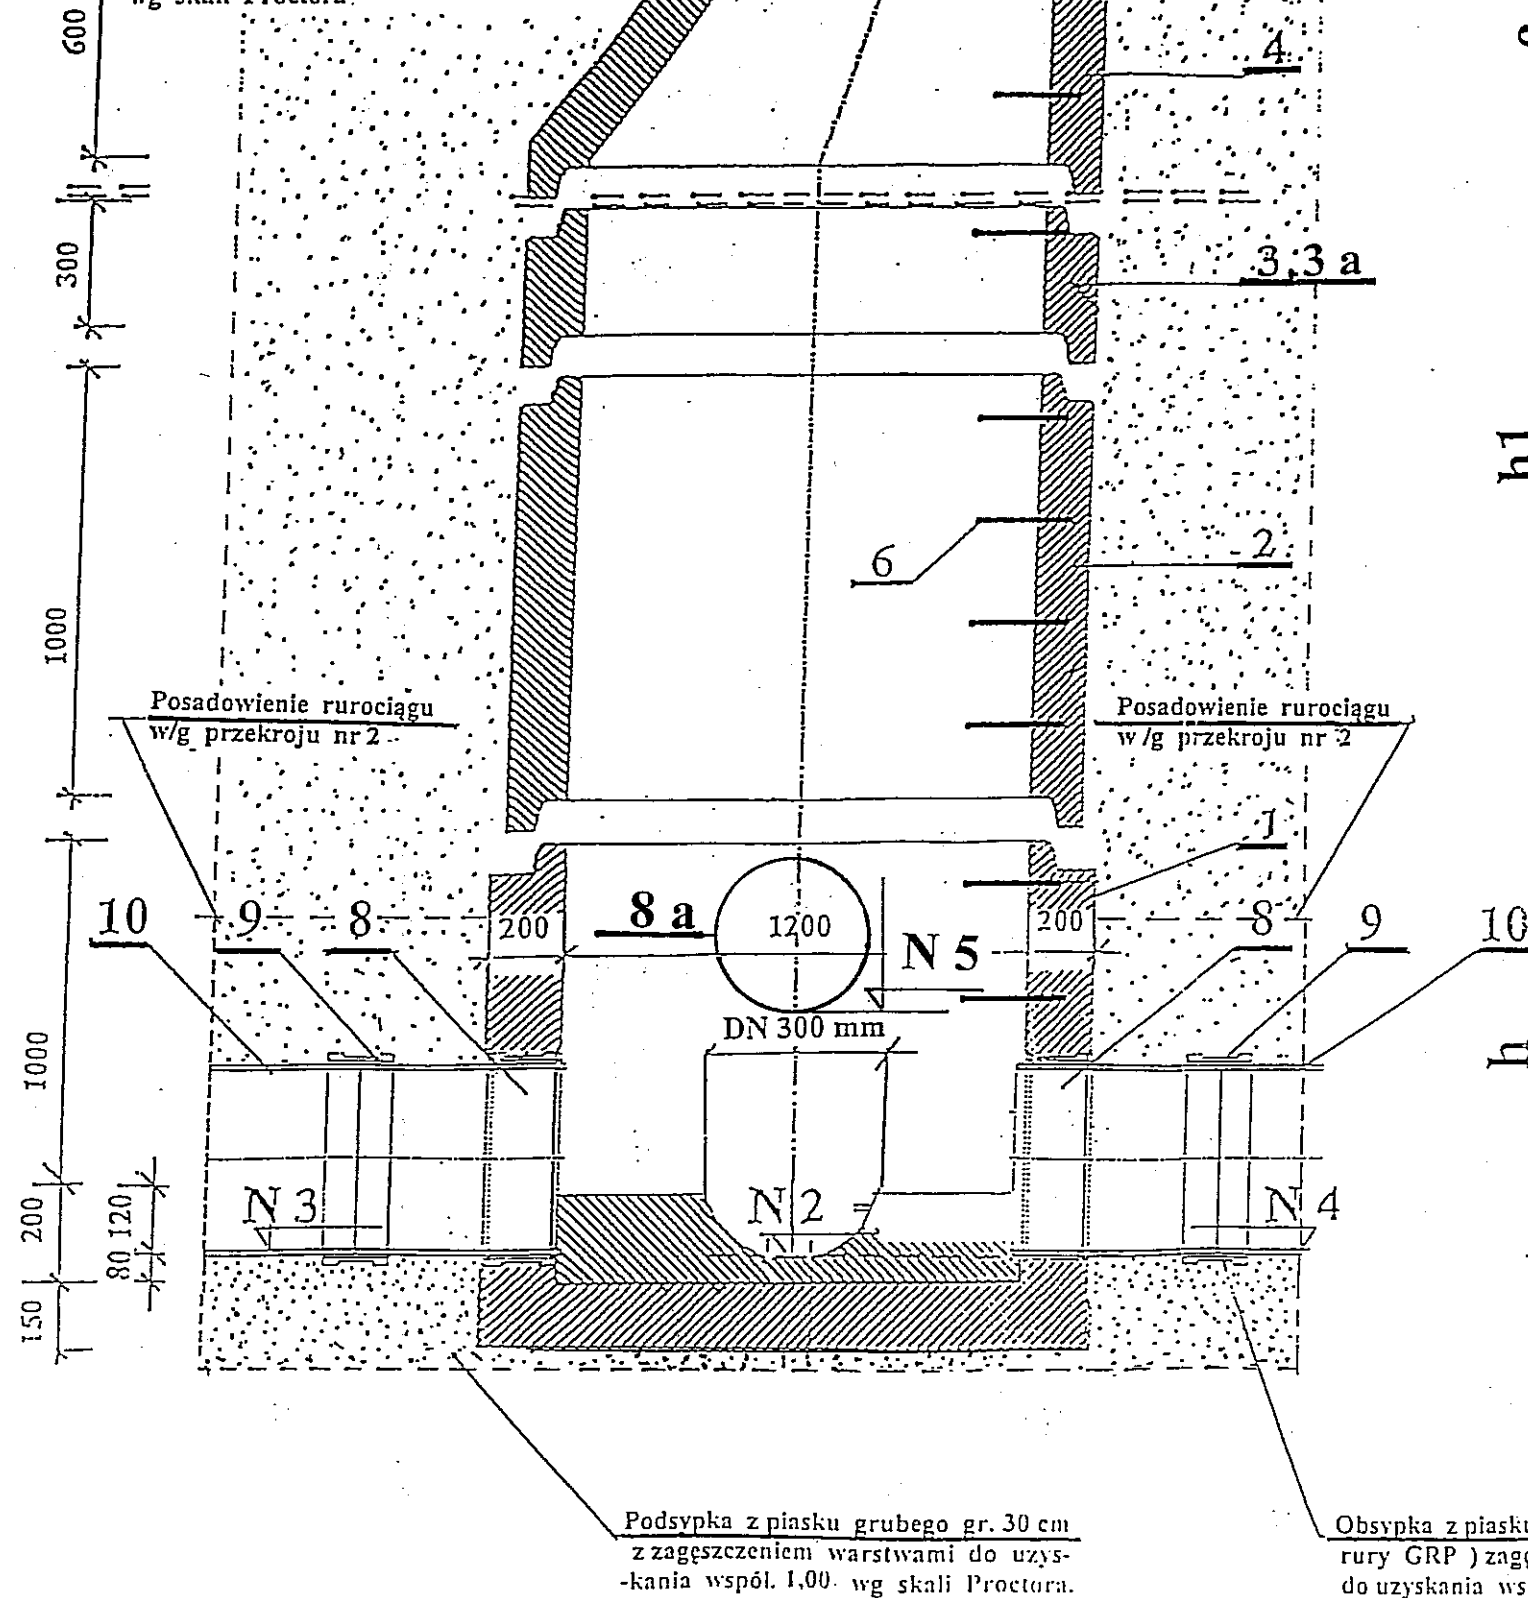 wg skali Proctora.
600
4
300
3,3 a
h1
6
2
1000
Posadowienie rurociągu
w/g przekroju nr 2
Posadowienie rurociągu
w/g przekroju nr 2
1
10
9
8
200
8 a
1200
N 5
200
8
9
10
DN 300 mm
1000
h
200
120
N 3
N 2 =
N 4
80
150
Podsypka z piasku grubego gr. 30 cm
z zagęszczeniem warstwami do uzys-
-kania współ. 1,00 wg skali Proctora.
Obsypka z piasku
rury GRP )
do uzyskania